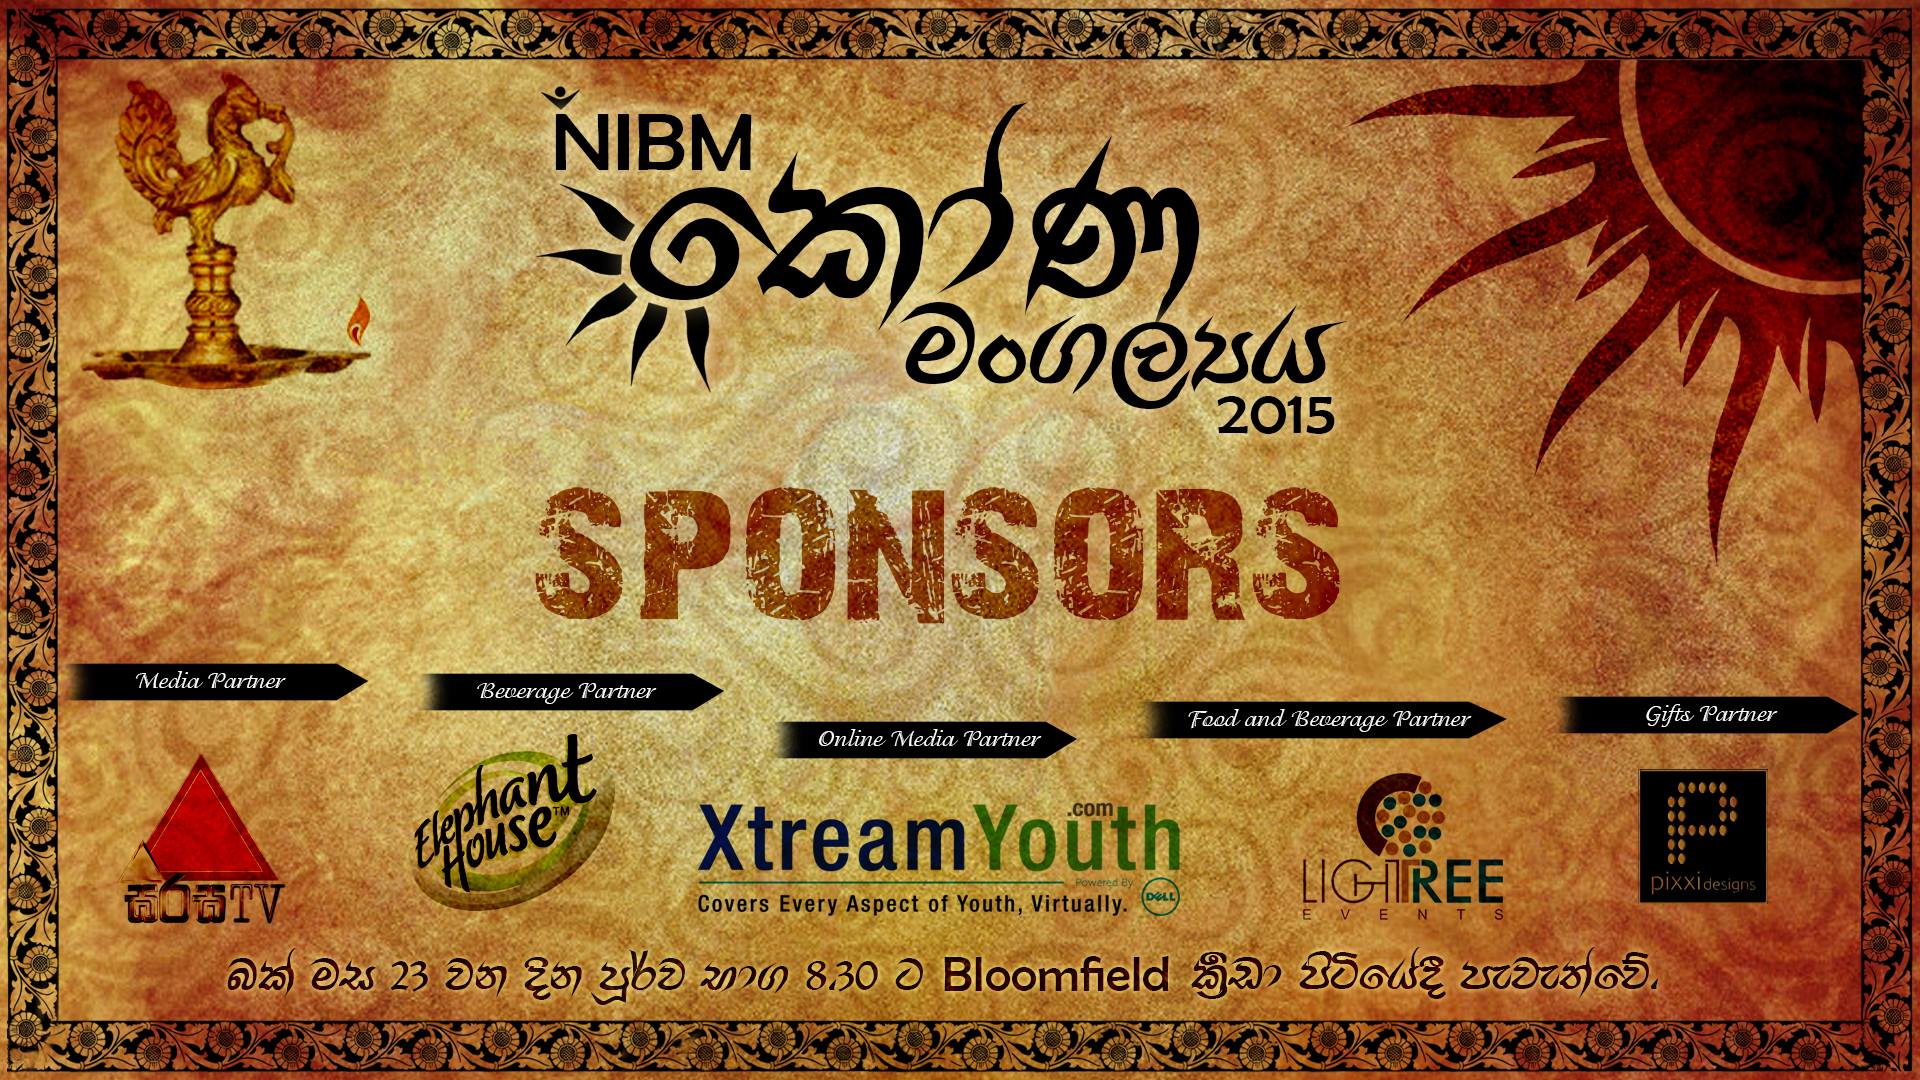 NIBM
කෝණ
මංගල්‍යය
2015
SPONSORS
Media Partner
Beverage Partner
Online Media Partner
Food and Beverage Partner
Gifts Partner
සිරස TV
Elephant
House™
XtreamYouth.com
Powered By DELL
Covers Every Aspect of Youth, Virtually.
LIGHTREE
EVENTS
P
pixxidesigns
බක් මස 23 වන දින පූර්ව භාග 8.30 ට Bloomfield ක්‍රීඩා පිටියේදී පැවැත්වේ.